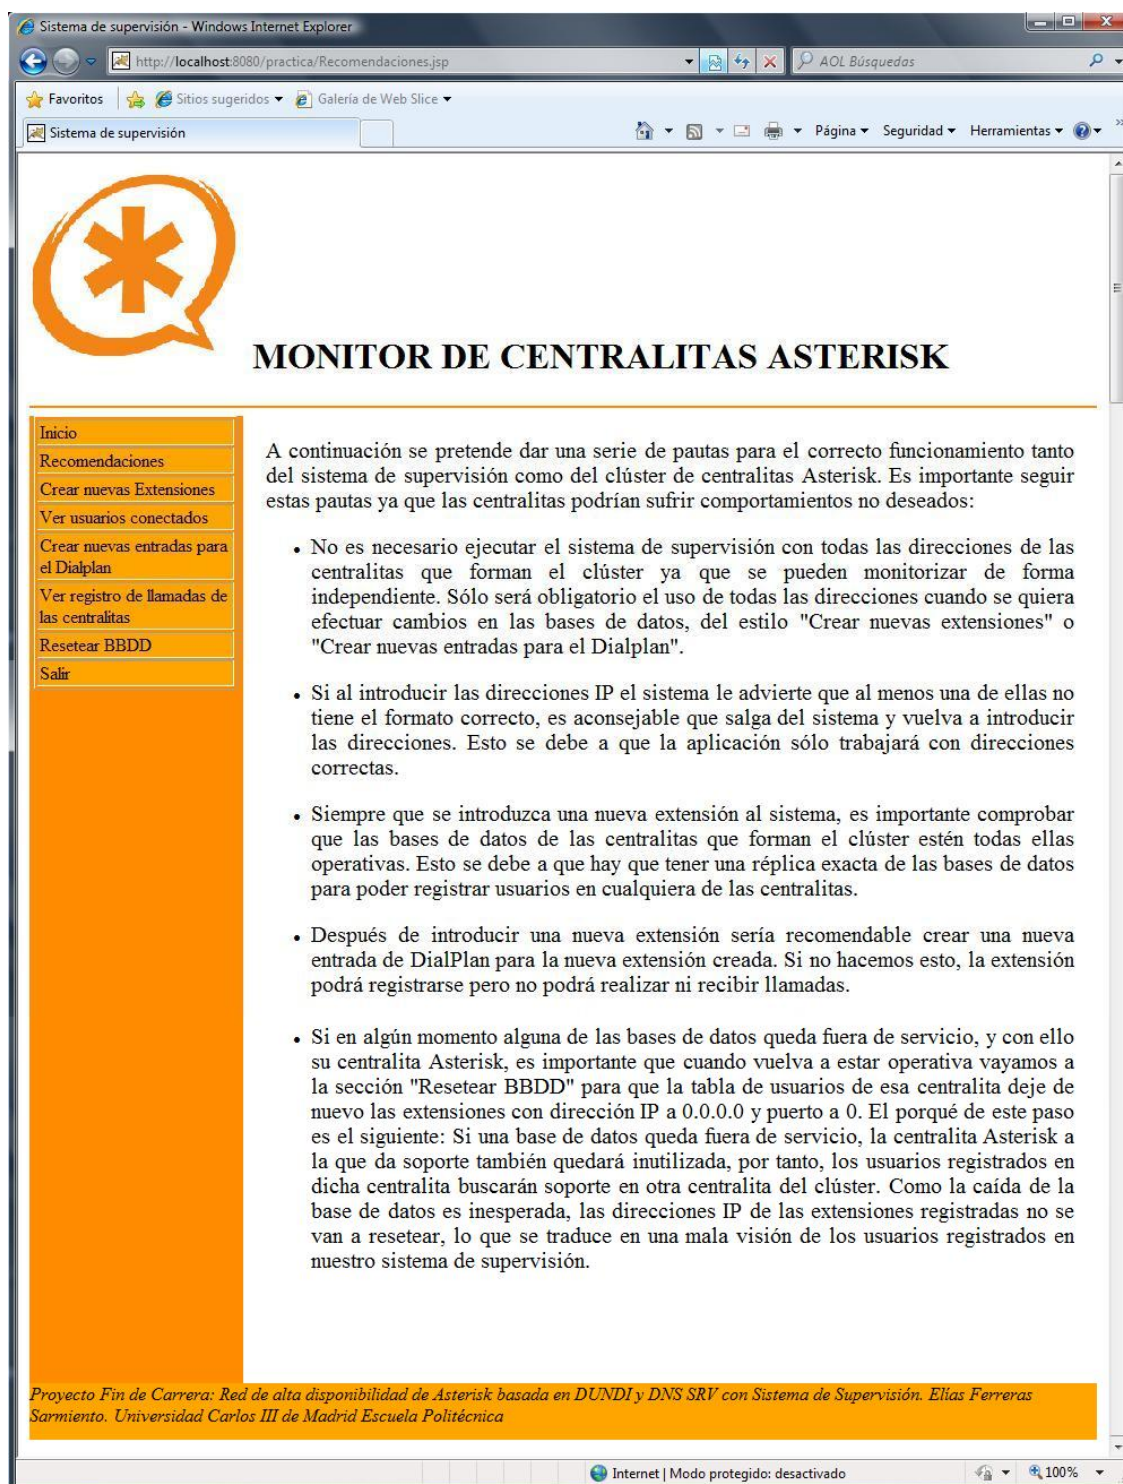 Sistema de supervisión - Windows Internet Explorer
http://localhost:8080/practica/Recomendaciones.jsp
AOL Búsquedas
Favoritos
Sitios sugeridos
Galería de Web Slice
Sistema de supervisión
Página
Seguridad
Herramientas
MONITOR DE CENTRALITAS ASTERISK
Inicio
Recomendaciones
Crear nuevas Extensiones
Ver usuarios conectados
Crear nuevas entradas para
el Dialplan
Ver registro de llamadas de
las centralitas
Resetear BBDD
Salir
A continuación se pretende dar una serie de pautas para el correcto funcionamiento tanto
del sistema de supervisión como del clúster de centralitas Asterisk. Es importante seguir
estas pautas ya que las centralitas podrían sufrir comportamientos no deseados:
• No es necesario ejecutar el sistema de supervisión con todas las direcciones de las
centralitas que forman el clúster ya que se pueden monitorizar de forma
independiente. Sólo será obligatorio el uso de todas las direcciones cuando se quiera
efectuar cambios en las bases de datos, del estilo "Crear nuevas extensiones" o
"Crear nuevas entradas para el Dialplan".
• Si al introducir las direcciones IP el sistema le advierte que al menos una de ellas no
tiene el formato correcto, es aconsejable que salga del sistema y vuelva a introducir
las direcciones. Esto se debe a que la aplicación sólo trabajará con direcciones
correctas.
• Siempre que se introduzca una nueva extensión al sistema, es importante comprobar
que las bases de datos de las centralitas que forman el clúster estén todas ellas
operativas. Esto se debe a que hay que tener una réplica exacta de las bases de datos
para poder registrar usuarios en cualquiera de las centralitas.
• Después de introducir una nueva extensión sería recomendable crear una nueva
entrada de DialPlan para la nueva extensión creada. Si no hacemos esto, la extensión
podrá registrarse pero no podrá realizar ni recibir llamadas.
• Si en algún momento alguna de las bases de datos queda fuera de servicio, y con ello
su centralita Asterisk, es importante que cuando vuelva a estar operativa vayamos a
la sección "Resetear BBDD" para que la tabla de usuarios de esa centralita deje de
nuevo las extensiones con dirección IP a 0.0.0.0 y puerto a 0. El porqué de este paso
es el siguiente: Si una base de datos queda fuera de servicio, la centralita Asterisk a
la que da soporte también quedará inutilizada, por tanto, los usuarios registrados en
dicha centralita buscarán soporte en otra centralita del clúster. Como la caída de la
base de datos es inesperada, las direcciones IP de las extensiones registradas no se
van a resetear, lo que se traduce en una mala visión de los usuarios registrados en
nuestro sistema de supervisión.
Proyecto Fin de Carrera: Red de alta disponibilidad de Asterisk basada en DUNDI y DNS SRV con Sistema de Supervisión. Elías Ferreras
Sarmiento. Universidad Carlos III de Madrid Escuela Politécnica
Internet | Modo protegido: desactivado
100%